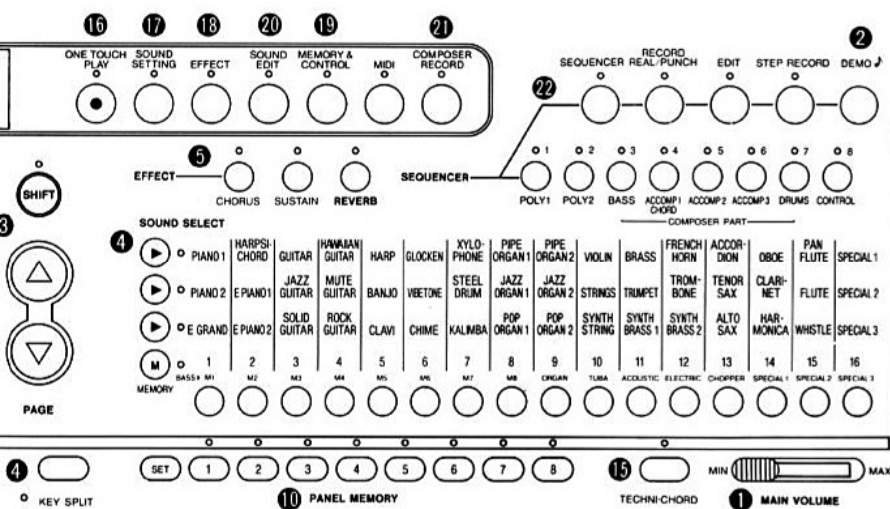 16 17 18 20 19 21
ONE TOUCH PLAY
SOUND SETTING
EFFECT
SOUND EDIT
MEMORY & CONTROL
MIDI
COMPOSER RECORD
2
SEQUENCER
RECORD REAL/PUNCH
EDIT
STEP RECORD
DEMO ♪
22
5
EFFECT
CHORUS SUSTAIN REVERB
SEQUENCER
1 2 3 4 5 6 7 8
POLY1 POLY2 BASS ACCOMP1 CHORD ACCOMP2 ACCOMP3 DRUMS CONTROL
COMPOSER PART
SHIFT
3
PAGE
SOUND SELECT
4
PIANO 1 HARPSI-CHORD GUITAR HAWAIIAN GUITAR HARP GLOCKEN XYLO-PHONE PIPE ORGAN 1 PIPE ORGAN 2 VIOLIN BRASS FRENCH HORN ACCOR-DION OBOE PAN FLUTE SPECIAL 1
PIANO 2 E PIANO1 JAZZ GUITAR MUTE GUITAR BANJO VIBETONE STEEL DRUM JAZZ ORGAN 1 JAZZ ORGAN 2 STRINGS TRUMPET TROM-BONE TENOR SAX CLARI-NET FLUTE SPECIAL 2
E GRAND E PIANO2 SOLID GUITAR ROCK GUITAR CLAVI CHIME KALIMBA POP ORGAN 1 POP ORGAN 2 SYNTH STRING SYNTH BRASS 1 SYNTH BRASS 2 ALTO SAX HAR-MONICA WHISTLE SPECIAL 3
M 1 2 3 4 5 6 7 8 9 10 11 12 13 14 15 16
MEMORY
BASS M1 M2 M3 M4 M5 M6 M7 M8 ORGAN TUBA ACOUSTIC ELECTRIC CHOPPER SPECIAL 1 SPECIAL 2 SPECIAL 3
4
KEY SPLIT
SET 1 2 3 4 5 6 7 8
10 PANEL MEMORY
15
TECHNI-CHORD
MIN MAX
1 MAIN VOLUME